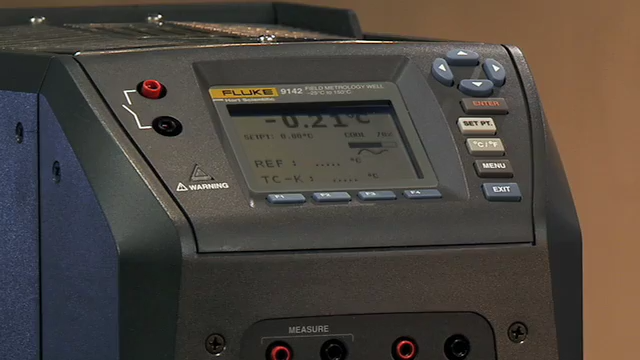 FLUKE 9142 FIELD METROLOGY WELL
Hart Scientific -25°C to 150°C
-0.21°C
SETPT: 0.00°C COOL 7%
REF: ..... °C
TC-K: ..... °C
F1 F2 F3 F4
ENTER
SET PT.
°C/°F
MENU
EXIT
WARNING
MEASURE